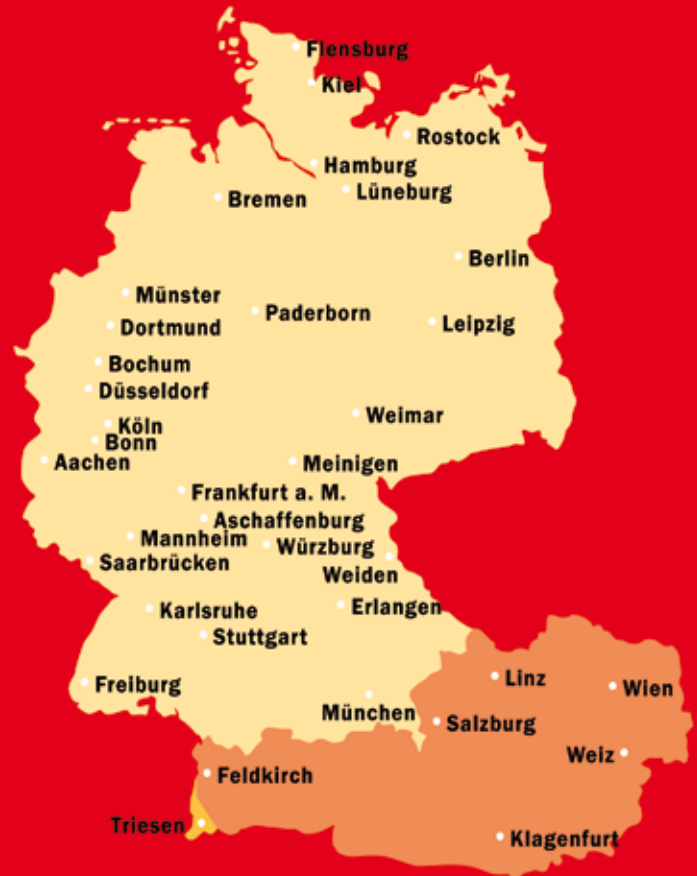 Flensburg
Kiel
Rostock
Hamburg
Lüneburg
Bremen
Berlin
Münster
Paderborn
Dortmund
Leipzig
Bochum
Düsseldorf
Weimar
Köln
Bonn
Aachen
Meinigen
Frankfurt a. M.
Aschaffenburg
Mannheim
Würzburg
Saarbrücken
Weiden
Karlsruhe
Erlangen
Stuttgart
Linz
Freiburg
Wien
München
Salzburg
Weiz
Feldkirch
Triesen
Klagenfurt